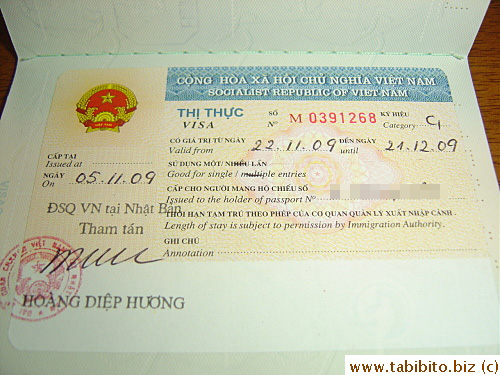 CỘNG HÒA XÃ HỘI CHỦ NGHĨA VIỆT NAM
SOCIALIST REPUBLIC OF VIET NAM
THỊ THỰC
VISA
SỐ
Nº M 0391268
KÝ HIỆU
Category
CÓ GIÁ TRỊ TỪ NGÀY 22.11.09 ĐẾN NGÀY 21.12.09
Valid from until
CẤP TẠI
Issued at
SỬ DỤNG MỘT/ NHIỀU LẦN
Good for single / multiple entries
NGÀY
On 05.11.09
CẤP CHO NGƯỜI MANG HỘ CHIẾU SỐ
Issued to the holder of passport Nº
ĐSQ VN tại Nhật Bản
Tham tán
THỜI HẠN TẠM TRÚ THEO PHÉP CỦA CƠ QUAN QUẢN LÝ XUẤT NHẬP CẢNH .
Length of stay is subject to permission by Immigration Authority.
GHI CHÚ
Annotation
HOÀNG DIỆP HƯƠNG
www.tabibito.biz (c)